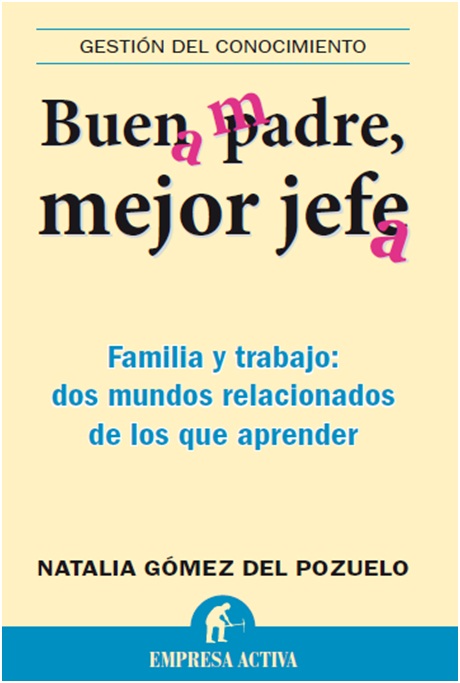 GESTIÓN DEL CONOCIMIENTO
Buen a m padre,
mejor jefe a
Familia y trabajo:
dos mundos relacionados
de los que aprender
NATALIA GÓMEZ DEL POZUELO
EMPRESA ACTIVA